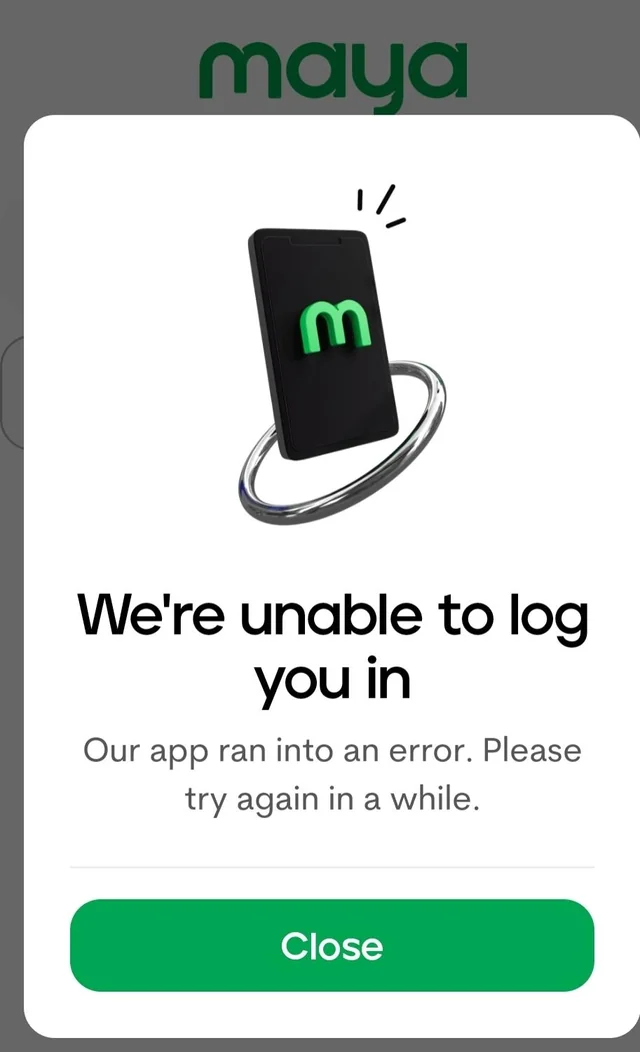 maya
m
We're unable to log
you in
Our app ran into an error. Please
try again in a while.
Close